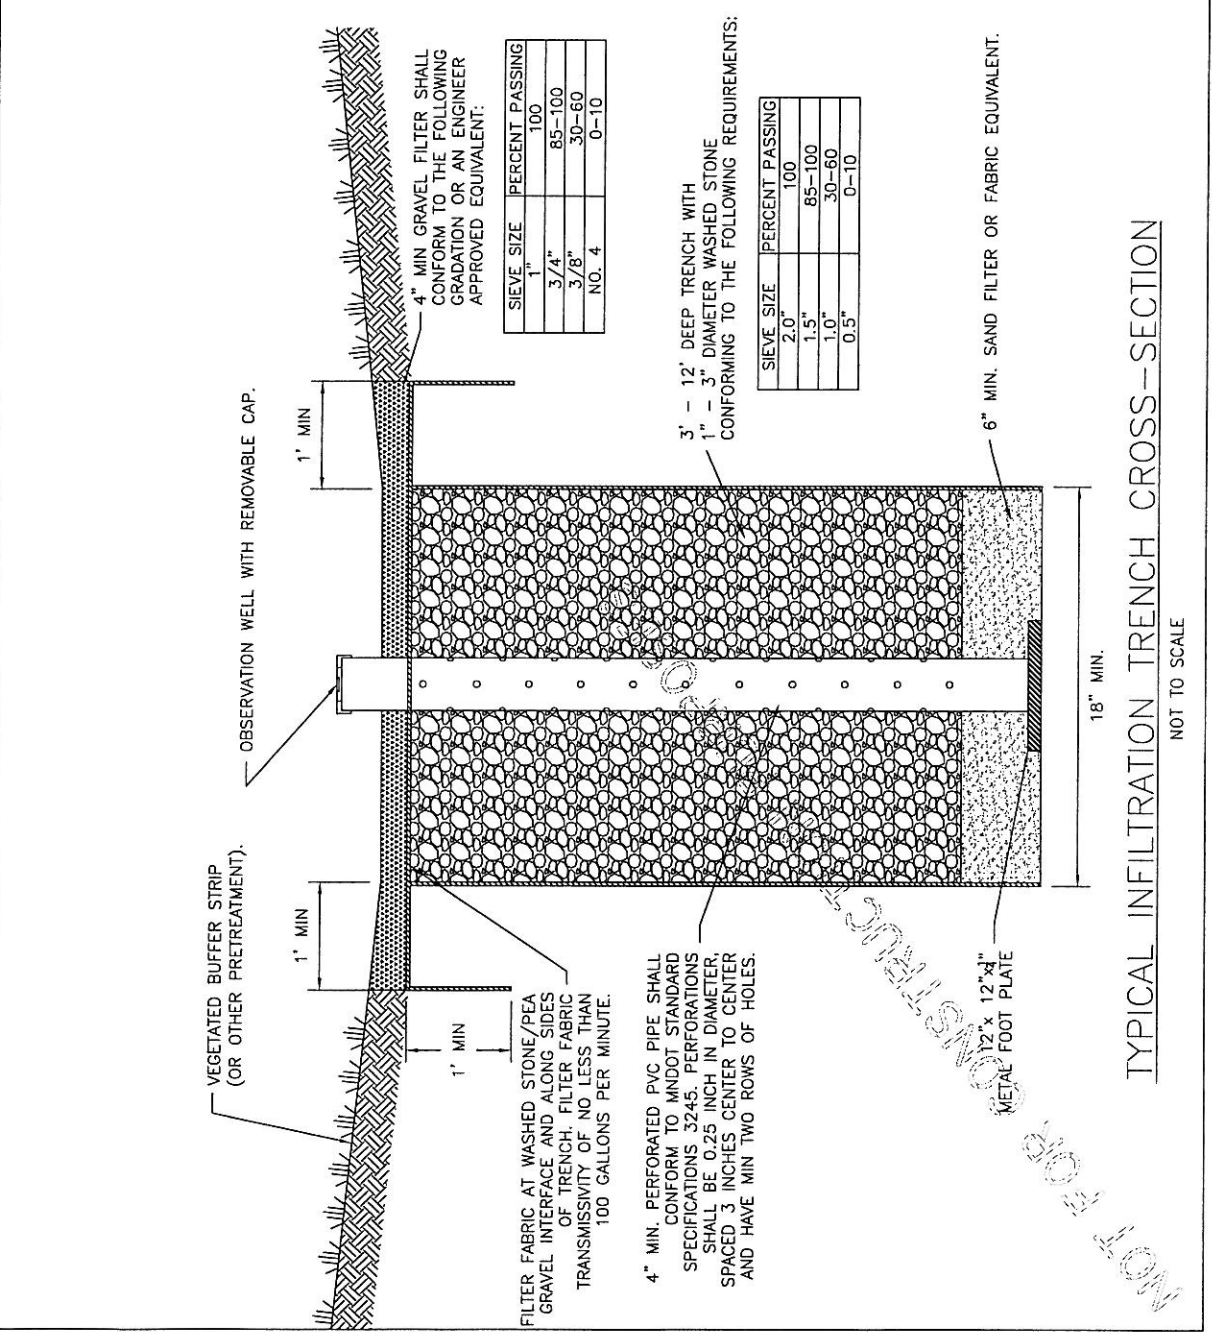 VEGETATED BUFFER STRIP
(OR OTHER PRETREATMENT).
OBSERVATION WELL WITH REMOVABLE CAP.
1' MIN
1' MIN
1' MIN
4" MIN GRAVEL FILTER SHALL
CONFORM TO THE FOLLOWING
GRADATION OR AN ENGINEER
APPROVED EQUIVALENT:
SIEVE SIZE PERCENT PASSING
1" 100
3/4" 85-100
3/8" 30-60
NO. 4 0-10
FILTER FABRIC AT WASHED STONE/PEA
GRAVEL INTERFACE AND ALONG SIDES
OF TRENCH. FILTER FABRIC
TRANSMISSIVITY OF NO LESS THAN
100 GALLONS PER MINUTE.
4" MIN. PERFORATED PVC PIPE SHALL
CONFORM TO MNDOT STANDARD
SPECIFICATIONS 3245. PERFORATIONS
SHALL BE 0.25 INCH IN DIAMETER,
SPACED 3 INCHES CENTER TO CENTER
AND HAVE MIN TWO ROWS OF HOLES.
3' - 12' DEEP TRENCH WITH
1" - 3" DIAMETER WASHED STONE
CONFORMING TO THE FOLLOWING REQUIREMENTS:
SIEVE SIZE PERCENT PASSING
2.0" 100
1.5" 85-100
1.0" 30-60
0.5" 0-10
6" MIN. SAND FILTER OR FABRIC EQUIVALENT.
12"x 12"x
METAL FOOT PLATE
18" MIN.
NOT FOR CONSTRUCT
TYPICAL INFILTRATION TRENCH CROSS-SECTION
NOT TO SCALE